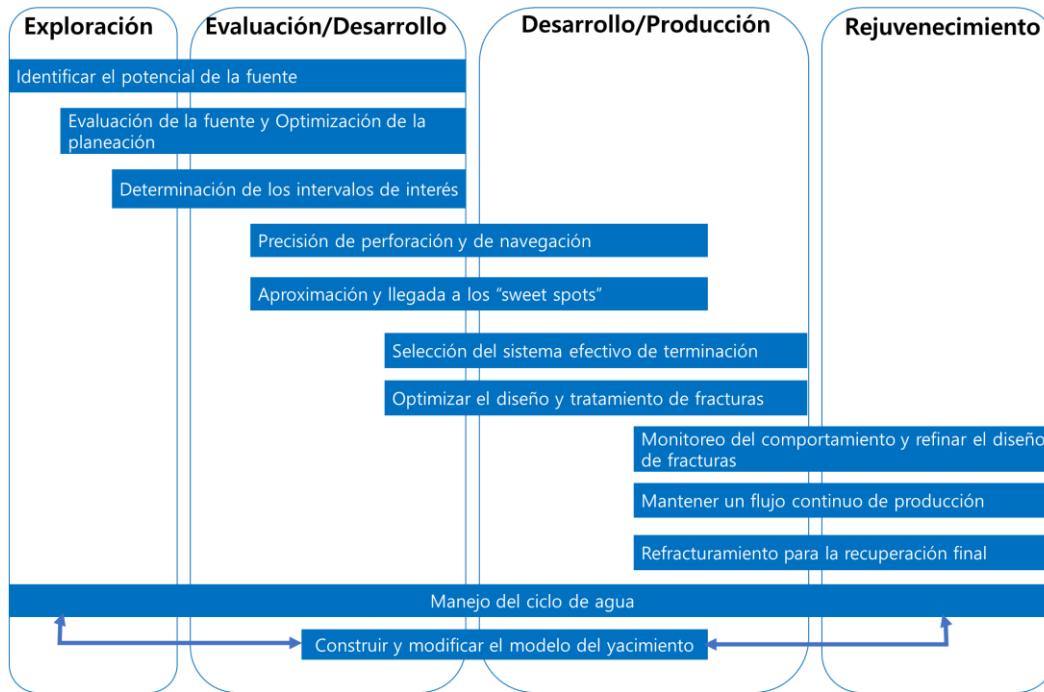 Exploración
Evaluación/Desarrollo
Desarrollo/Producción
Rejuvenecimiento
Identificar el potencial de la fuente
Evaluación de la fuente y Optimización de la
planeación
Determinación de los intervalos de interés
Precisión de perforación y de navegación
Aproximación y llegada a los “sweet spots”
Selección del sistema efectivo de terminación
Optimizar el diseño y tratamiento de fracturas
Monitoreo del comportamiento y refinar el diseño
de fracturas
Mantener un flujo continuo de producción
Refracturamiento para la recuperación final
Manejo del ciclo de agua
Construir y modificar el modelo del yacimiento